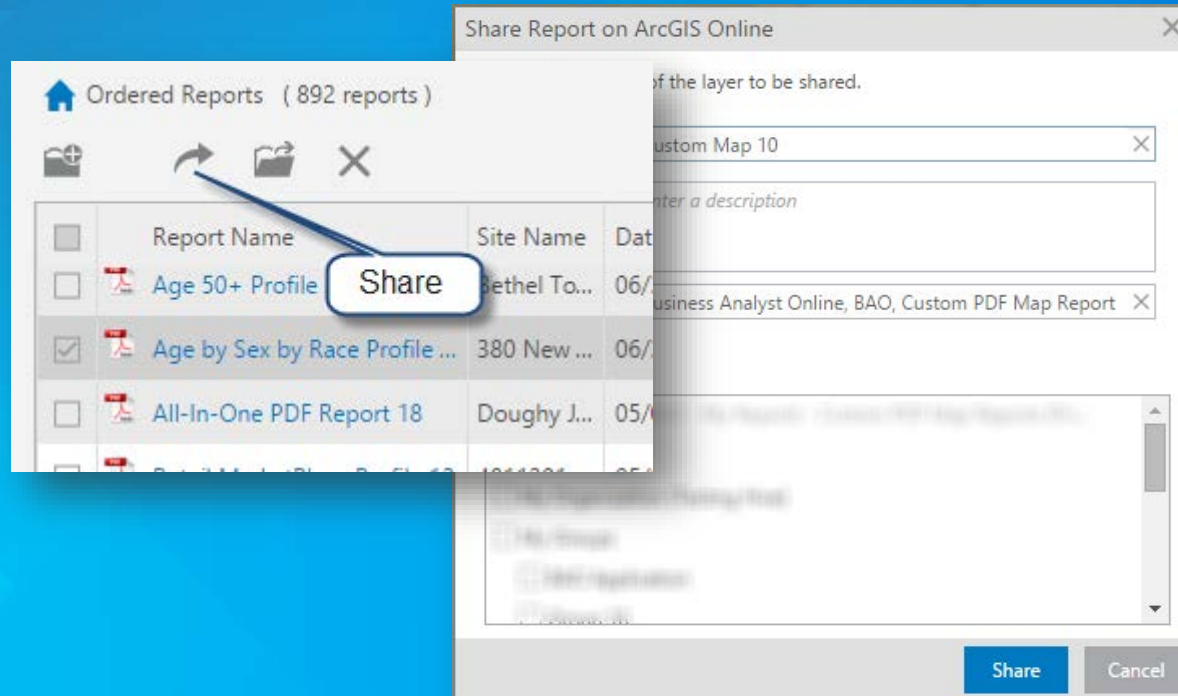 Share Report on ArcGIS Online
Ordered Reports ( 892 reports )
of the layer to be shared.
ustom Map 10
nter a description
Report Name Site Name Dat
Age 50+ Profile Bethel To... 06/
Share
usiness Analyst Online, BAO, Custom PDF Map Report
Age by Sex by Race Profile ... 380 New ... 06/
All-In-One PDF Report 18 Doughy J... 05/
Share Cancel